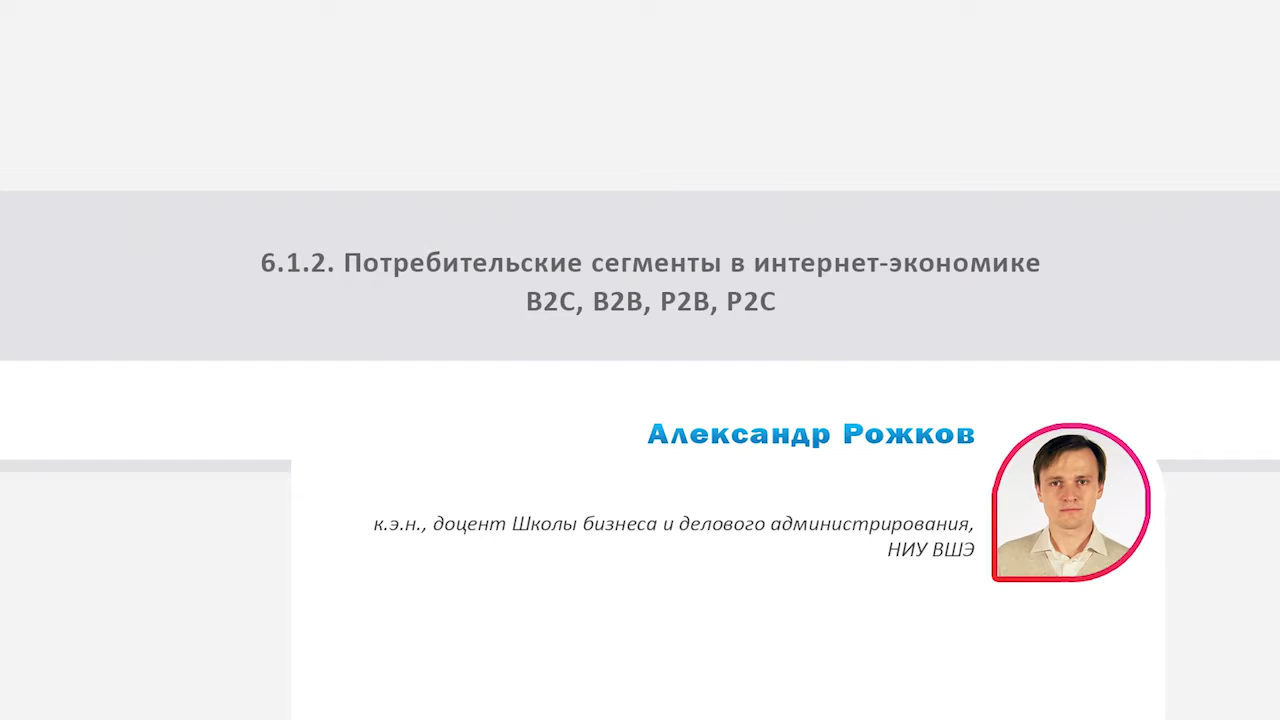 6.1.2. Потребительские сегменты в интернет-экономике
B2C, B2B, P2B, P2C
Александр Рожков
к.э.н., доцент Школы бизнеса и делового администрирования,
НИУ ВШЭ